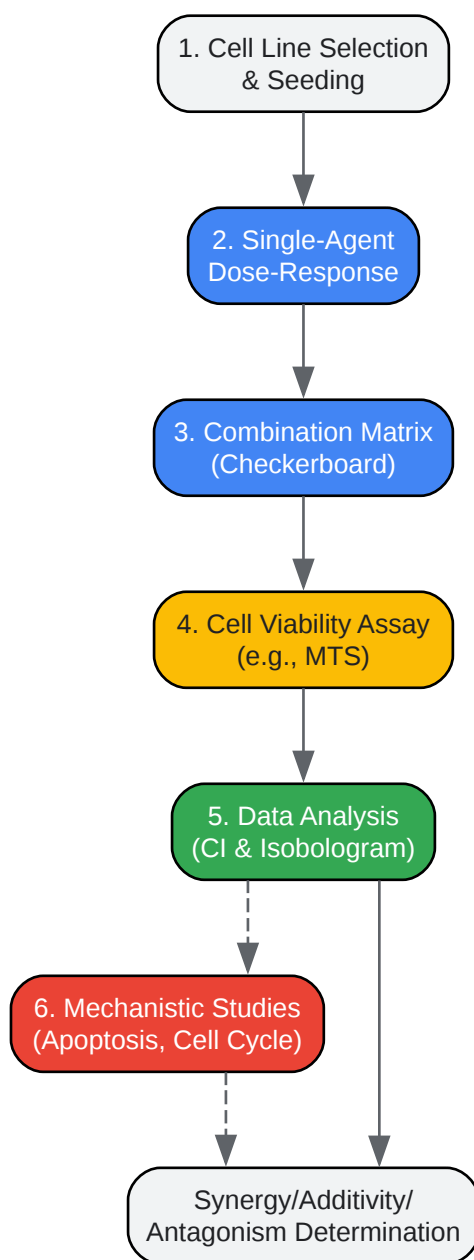 1. Cell Line Selection
& Seeding
2. Single-Agent
Dose-Response
3. Combination Matrix
(Checkerboard)
4. Cell Viability Assay
(e.g., MTS)
5. Data Analysis
(CI & Isobologram)
6. Mechanistic Studies
(Apoptosis, Cell Cycle)
Synergy/Additivity/
Antagonism Determination